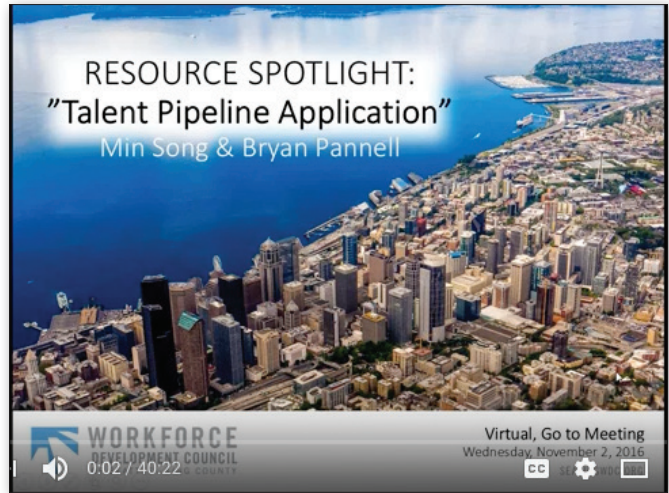 RESOURCE SPOTLIGHT:
”Talent Pipeline Application”
Min Song & Bryan Pannell
WORKFORCE
DEVELOPMENT COUNCIL
COUNTY
Virtual, Go to Meeting
Wednesday, November 2, 2016
0:02 / 40:22
CC